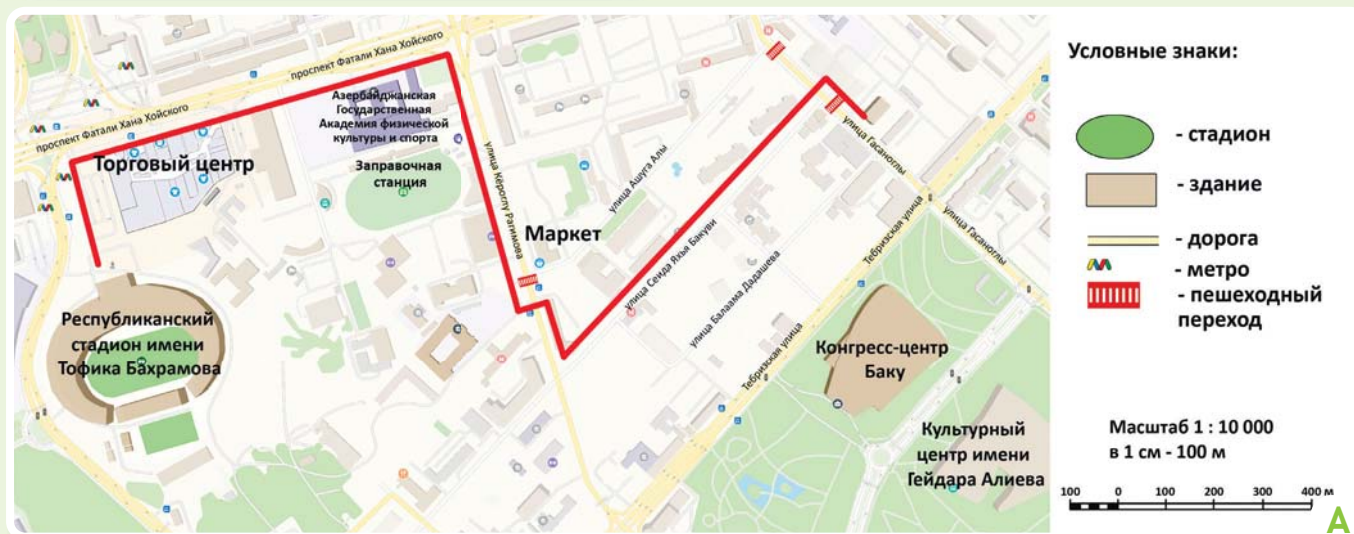 проспект Фатали Хана Хойского
проспект Фатали Хана Хойского
Азербайджанская
Государственная
Академия физической
культуры и спорта
Торговый центр
Заправочная
станция
улица Кёроглу Рагимова
Маркет
улица Ашуга Алы
улица Сеида Яхья Бакуви
улица Балаама Дадашева
улица Гасаноглы
улица Гасаноглы
Тебризская улица
Тебризская улица
Республиканский
стадион имени
Тофика Бахрамова
Конгресс-центр
Баку
Культурный
центр имени
Гейдара Алиева
Условные знаки:
- стадион
- здание
- дорога
- метро
- пешеходный
переход
Масштаб 1 : 10 000
в 1 см - 100 м
100 0 100 200 300 400 м
А